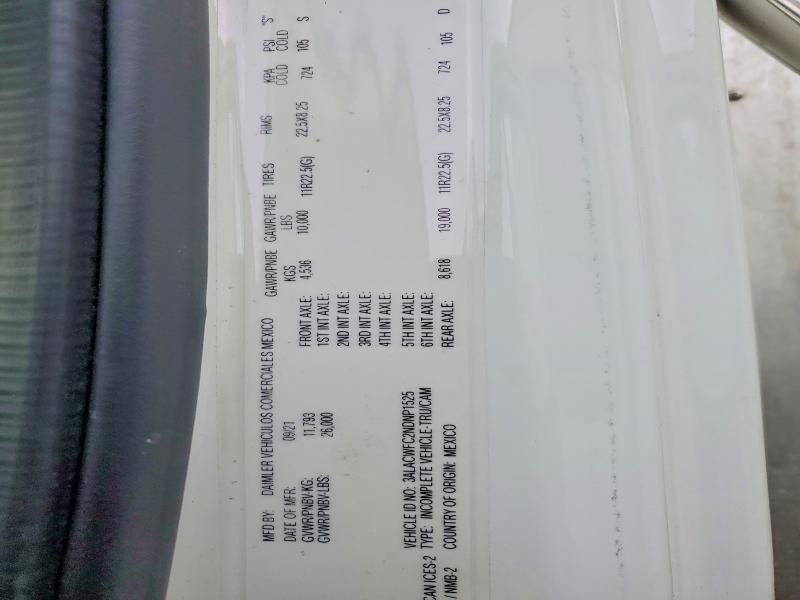 MFD BY: DAIMLER VEHICULOS COMERCIALES MEXICO GAWR/PNBE GAWR/PNBE TIRES RIMS KPA PSI "S"
DATE OF MFR: 09/21 KGS LBS COLD COLD
GVWR/PNBV-KG: 11,793 FRONT AXLE: 4,536 10,000 11R22.5(G) 22.5X8.25 724 105 S
GVWR/PNBV-LBS: 26,000 1ST INT AXLE:
2ND INT AXLE:
3RD INT AXLE:
4TH INT AXLE:
VEHICLE ID NO: 3ALACWFC2NDNP1525 5TH INT AXLE:
CAN ICES-2 TYPE: INCOMPLETE VEHICLE-TRU/CAM 6TH INT AXLE:
/ NMB-2 COUNTRY OF ORIGIN: MEXICO REAR AXLE: 8,618 19,000 11R22.5(G) 22.5X8.25 724 105 D